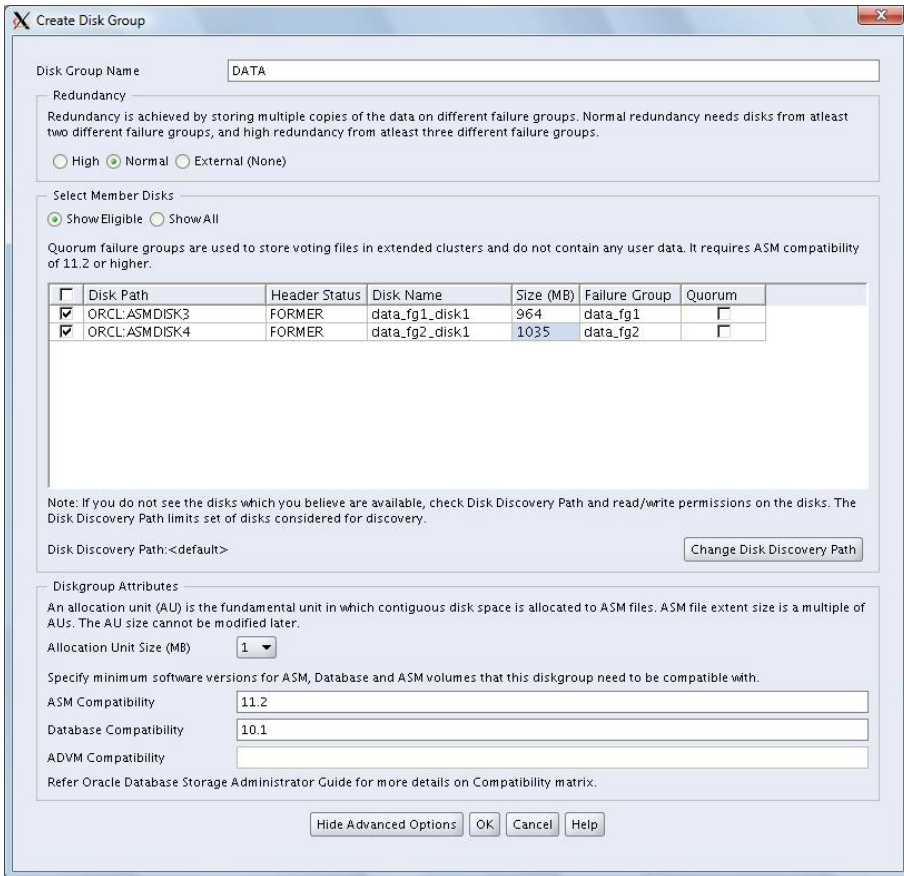 Create Disk Group
Disk Group Name DATA
Redundancy
Redundancy is achieved by storing multiple copies of the data on different failure groups. Normal redundancy needs disks from atleast
two different failure groups, and high redundancy from atleast three different failure groups.
High Normal External (None)
Select Member Disks
Show Eligible Show All
Quorum failure groups are used to store voting files in extended clusters and do not contain any user data. It requires ASM compatibility
of 11.2 or higher.
Disk Path Header Status Disk Name Size (MB) Failure Group Quorum
ORCL:ASMDISK3 FORMER data_fg1_disk1 964 data_fg1
ORCL:ASMDISK4 FORMER data_fg2_disk1 1035 data_fg2
Note: If you do not see the disks which you believe are available, check Disk Discovery Path and read/write permissions on the disks. The
Disk Discovery Path limits set of disks considered for discovery.
Disk Discovery Path:<default> Change Disk Discovery Path
Diskgroup Attributes
An allocation unit (AU) is the fundamental unit in which contiguous disk space is allocated to ASM files. ASM file extent size is a multiple of
AUs. The AU size cannot be modified later.
Allocation Unit Size (MB) 1
Specify minimum software versions for ASM, Database and ASM volumes that this diskgroup need to be compatible with.
ASM Compatibility 11.2
Database Compatibility 10.1
ADVM Compatibility
Refer Oracle Database Storage Administrator Guide for more details on Compatibility matrix.
Hide Advanced Options OK Cancel Help